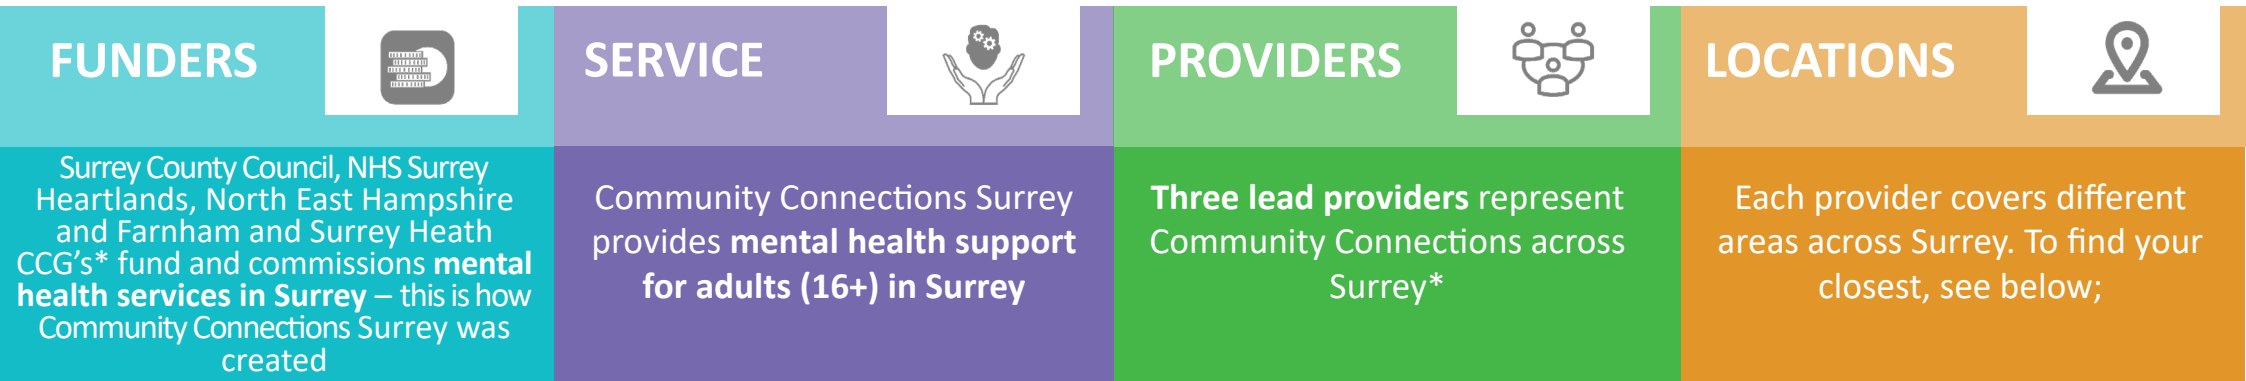 FUNDERS
Surrey County Council, NHS Surrey
Heartlands, North East Hampshire
and Farnham and Surrey Heath
CCG's* fund and commissions mental
health services in Surrey – this is how
Community Connections Surrey was
created
SERVICE
Community Connections Surrey
provides mental health support
for adults (16+) in Surrey
PROVIDERS
Three lead providers represent
Community Connections across
Surrey*
LOCATIONS
Each provider covers different
areas across Surrey. To find your
closest, see below;